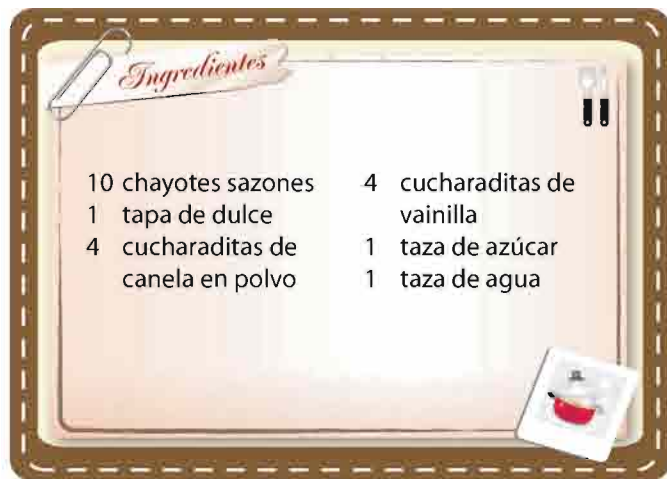 Ingredientes
10 chayotes sazones
1 tapa de dulce
4 cucharaditas de
canela en polvo
4 cucharaditas de
vainilla
1 taza de azúcar
1 taza de agua